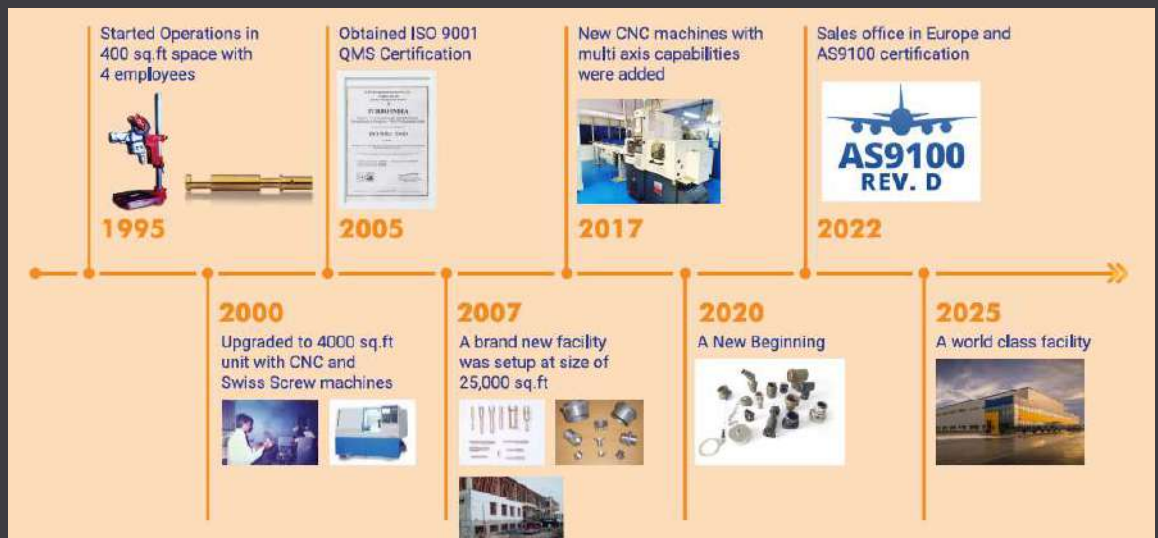 Started Operations in
400 sq.ft space with
4 employees
1995
Obtained ISO 9001
QMS Certification
TURBO INDIA
2005
New CNC machines with
multi axis capabilities
were added
2017
Sales office in Europe and
AS9100 certification
AS9100
REV. D
2022
2000
Upgraded to 4000 sq.ft
unit with CNC and
Swiss Screw machines
2007
A brand new facility
was setup at size of
25,000 sq.ft
2020
A New Beginning
2025
A world class facility